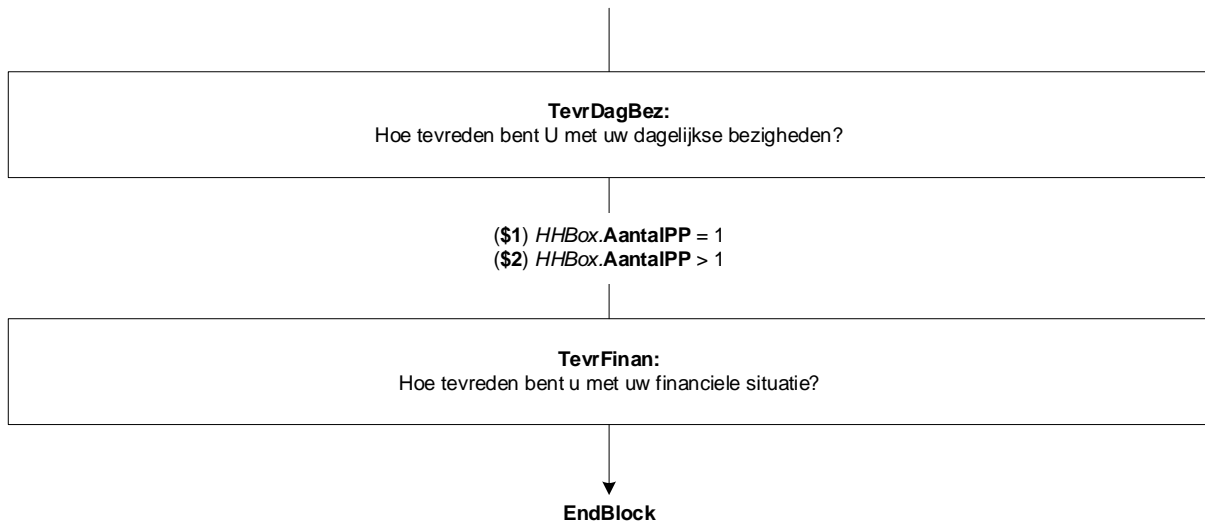 TevrDagBez:
Hoe tevreden bent U met uw dagelijkse bezigheden?
($1) HHBox.AantalPP = 1
($2) HHBox.AantalPP > 1
TevrFinan:
Hoe tevreden bent u met uw financiele situatie?
EndBlock